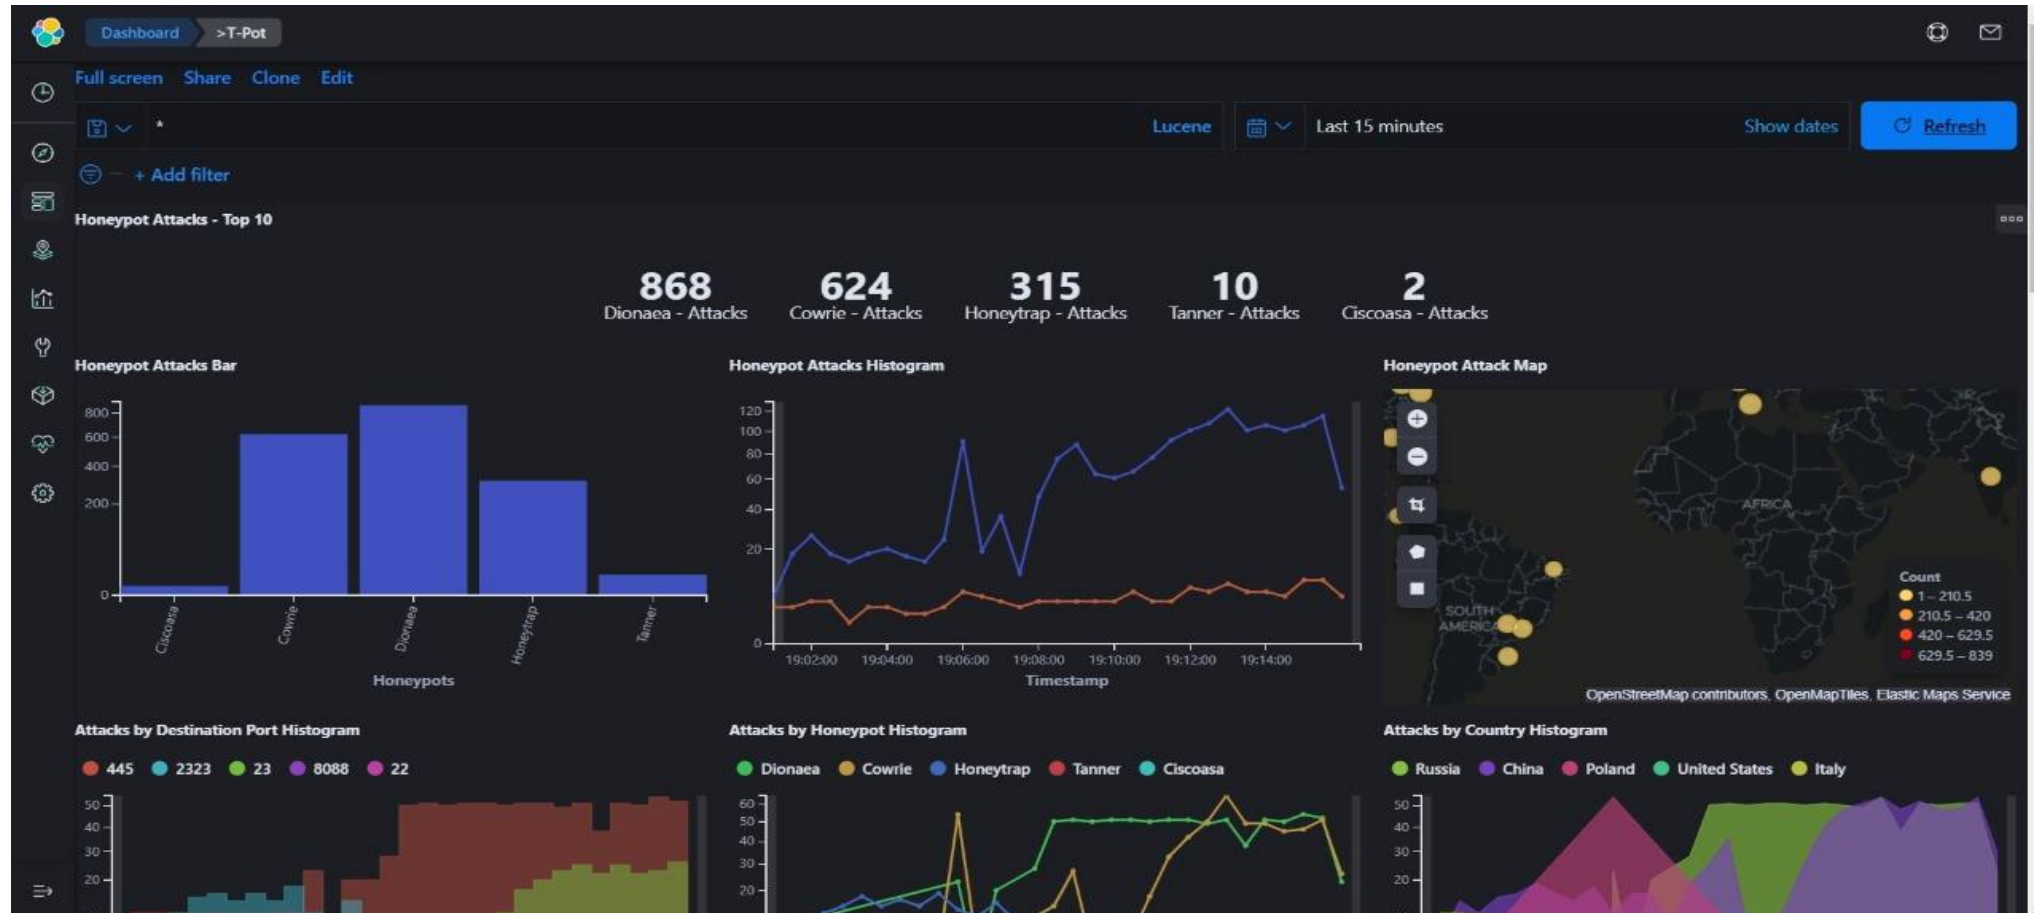 Dashboard >T-Pot
Full screen Share Clone Edit
* Lucene Last 15 minutes Show dates Refresh
+ Add filter
Honeypot Attacks - Top 10
868 624 315 10 2
Dionaea - Attacks Cowrie - Attacks Honeytrap - Attacks Tanner - Attacks Ciscoasa - Attacks
Honeypot Attacks Bar
800
600
400
200
0
Ciscoasa Cowrie Dionaea Honeytrap Tanner
Honeypots
Honeypot Attacks Histogram
120
100
80
60
40
20
0
19:02:00 19:04:00 19:06:00 19:08:00 19:10:00 19:12:00 19:14:00
Timestamp
Honeypot Attack Map
AFRICA
SOUTH
AMERICA
Count
1 – 210.5
210.5 – 420
420 – 629.5
629.5 – 839
OpenStreetMap contributors, OpenMapTiles, Elastic Maps Service
Attacks by Destination Port Histogram
445 2323 23 8088 22
50
40
30
20
Attacks by Honeypot Histogram
Dionaea Cowrie Honeytrap Tanner Ciscoasa
60
50
40
30
20
Attacks by Country Histogram
Russia China Poland United States Italy
50
40
30
20